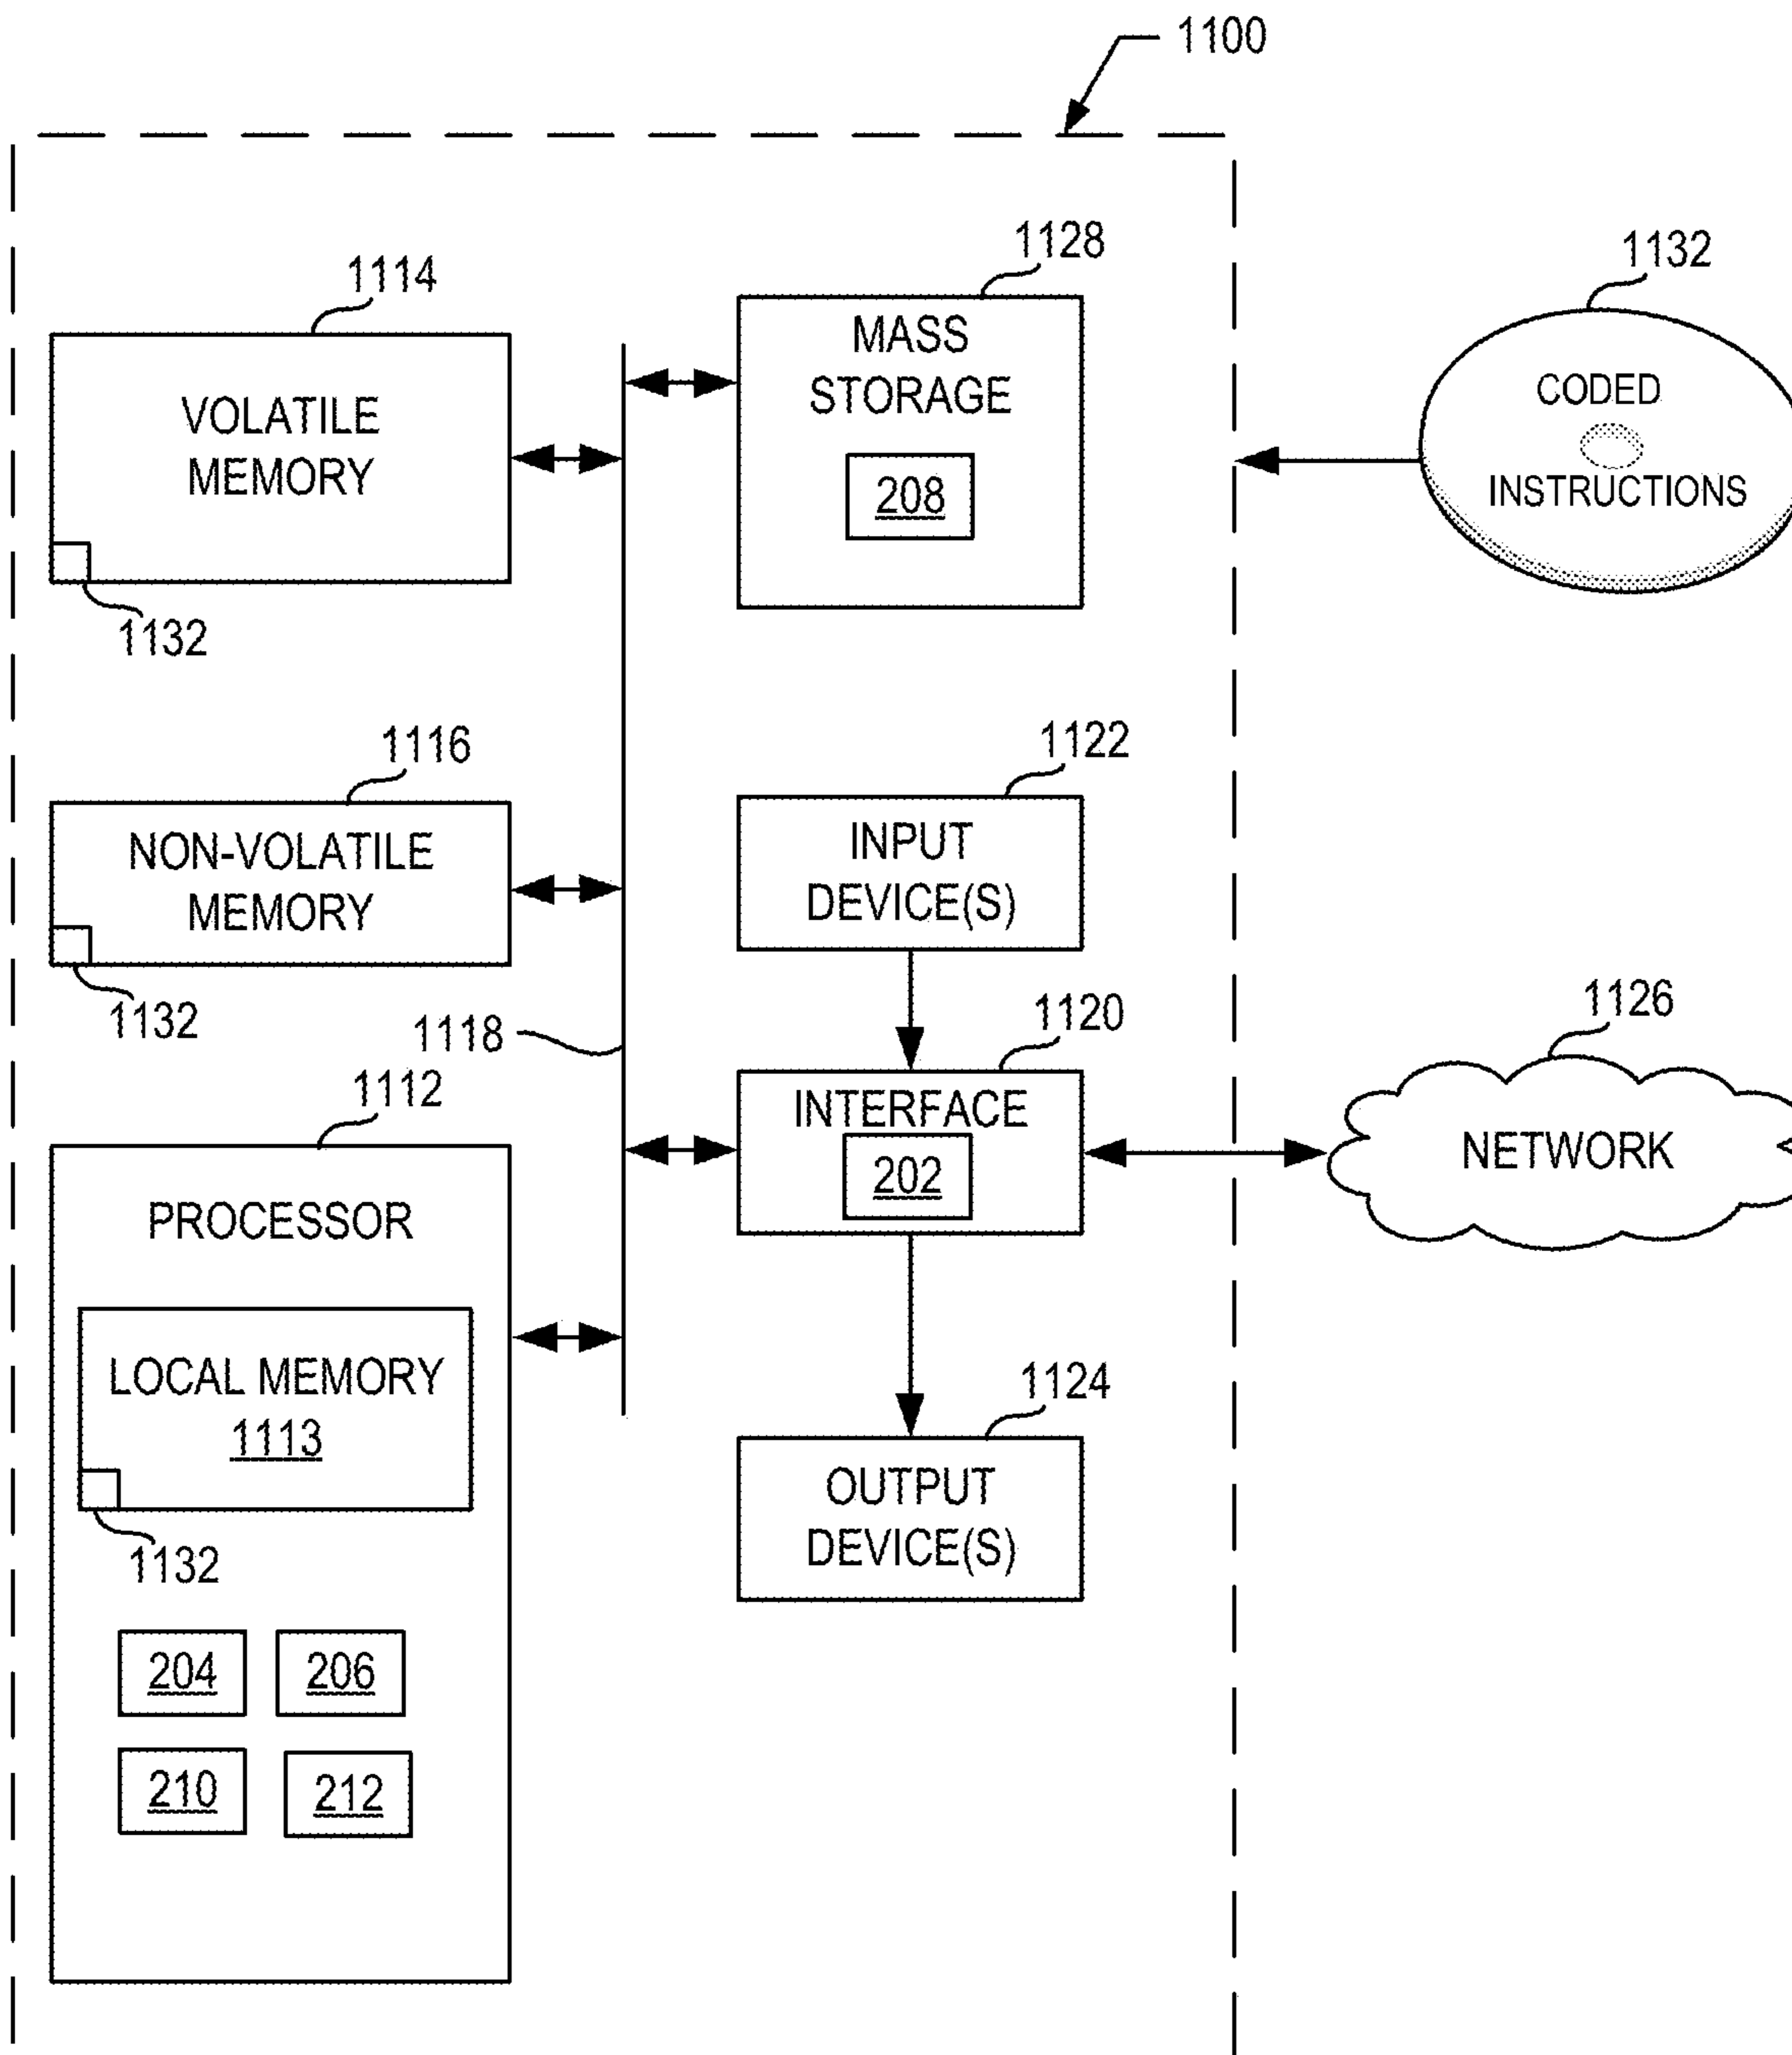 1100
1114
VOLATILE
MEMORY
1132
1128
MASS
STORAGE
208
1132
CODED
INSTRUCTIONS
1116
NON-VOLATILE
MEMORY
1132
1118
1122
INPUT
DEVICE(S)
1120
INTERFACE
202
1126
NETWORK
1112
PROCESSOR
LOCAL MEMORY
1113
1132
204
206
210
212
1124
OUTPUT
DEVICE(S)